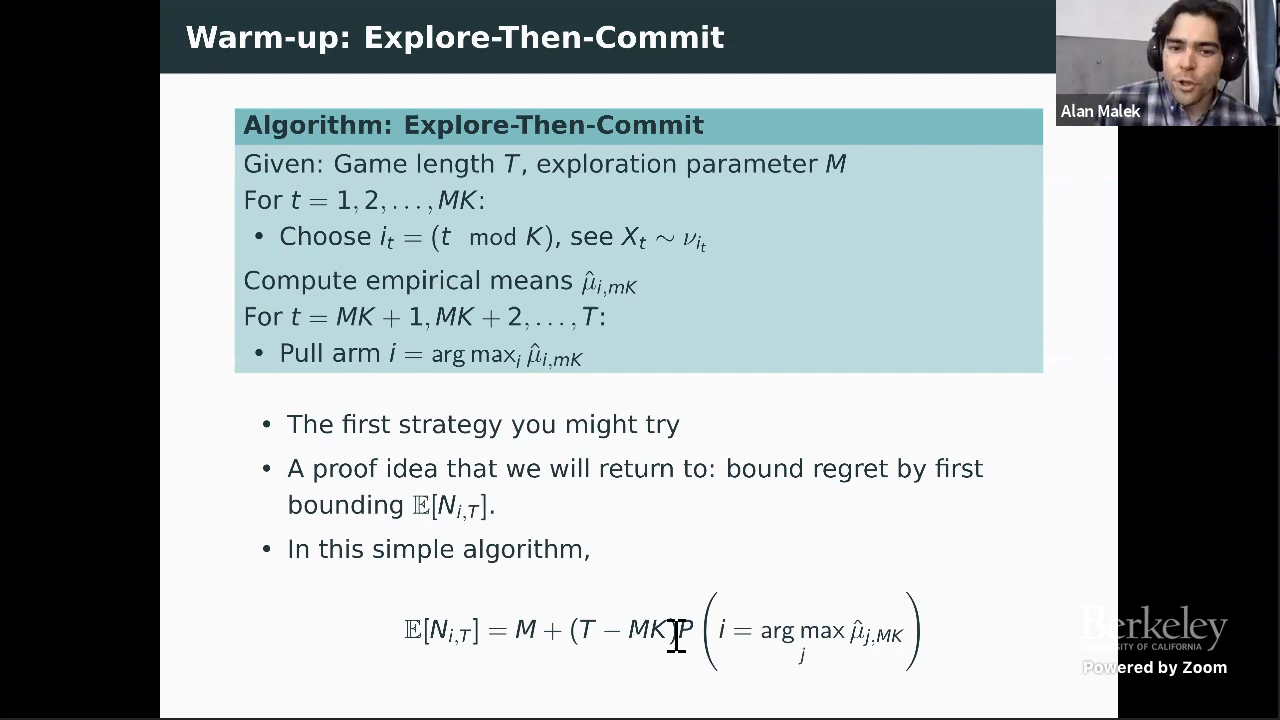 Warm-up: Explore-Then-Commit
Alan Malek
Algorithm: Explore-Then-Commit
Given: Game length T, exploration parameter M
For t = 1, 2, . . . , MK:
• Choose i_t = (t mod K), see X_t ∼ ν_{i_t}
Compute empirical means μ̂_{i,mK}
For t = MK + 1, MK + 2, . . . , T:
• Pull arm i = arg max_i μ̂_{i,mK}
• The first strategy you might try
• A proof idea that we will return to: bound regret by first
bounding 𝔼[N_{i,T}].
• In this simple algorithm,
𝔼[N_{i,T}] = M + (T − MK)P(i = arg max_j μ̂_{j,MK})
Berkeley
UNIVERSITY OF CALIFORNIA
Powered by Zoom